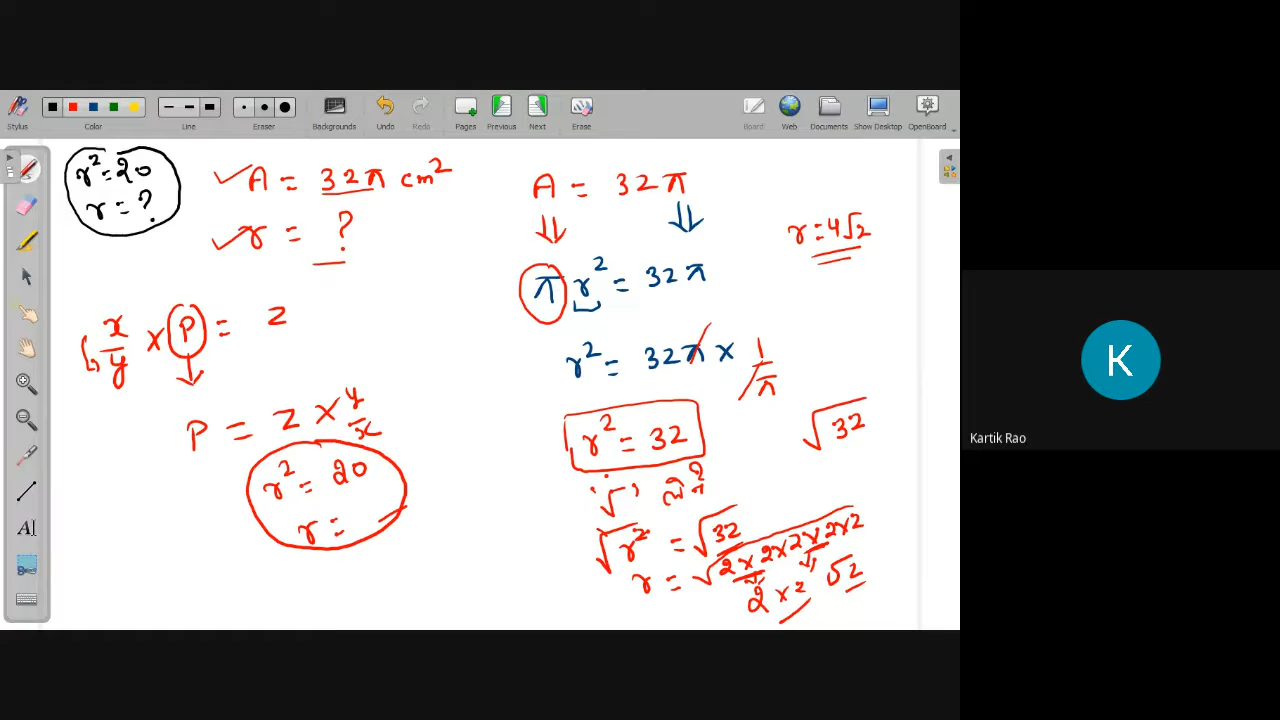 Stylus
Color
Line
Eraser
Backgrounds
Undo
Redo
Pages
Previous
Next
Erase
Board
Web
Documents
Show Desktop
OpenBoard
r² = 20
r = ?
A = 32π cm²
r = ?
x/y × P = z
P = z × y/x
r² = 20
r =
A = 32π
πr² = 32π
r² = 32π × 1/π
r² = 32
'√'
√r² = √32
r = √2×2×2×2×2
2×2 √2
r = 4√2
√32
K
Kartik Rao